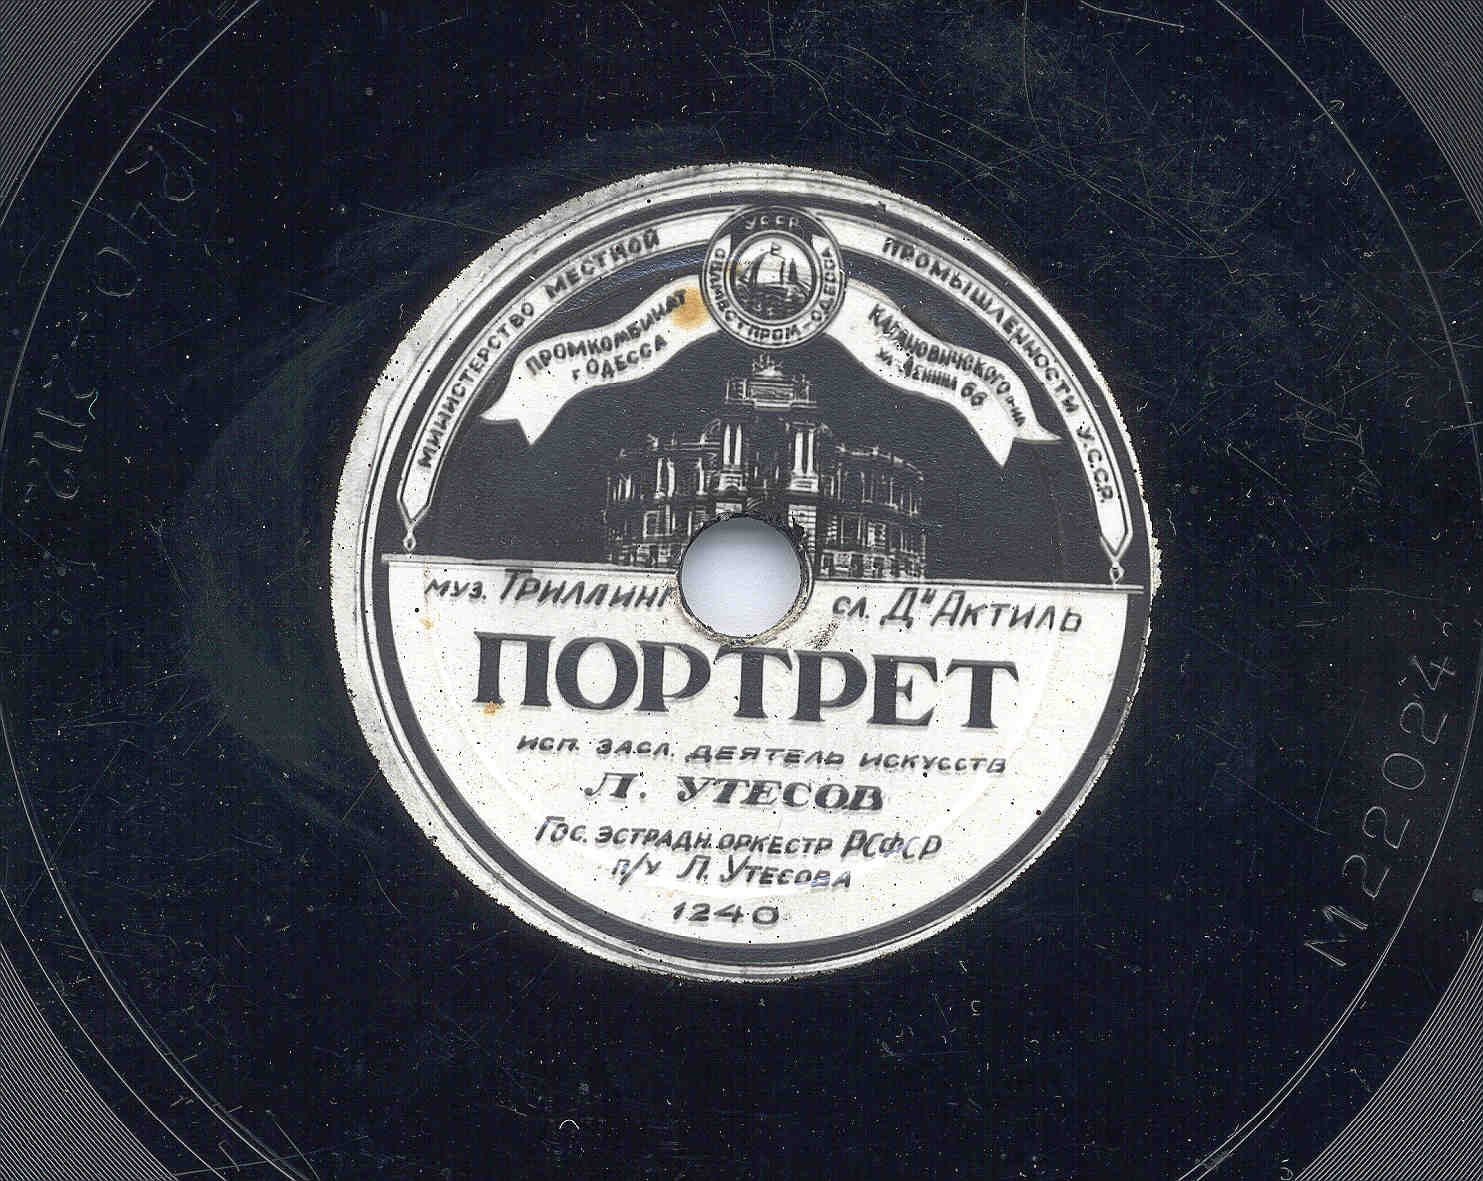 МИНИСТЕРСТВО МЕСТНОЙ
ПРОМЫШЛЕННОСТИ У.С.С.Р.
УССР
ОДЕССА
ПРОМКОМБИНАТ
г. ОДЕССА
КАГАНОВИЧСКОГО р-на
ул. Ленина 66
муз. Триллинг
сл. Д'Актиль
ПОРТРЕТ
исп. засл. деятель искусств
Л. УТЕСОВ
Гос. эстрадн. оркестр РСФСР
п/у Л. Утесова
1240
М22024